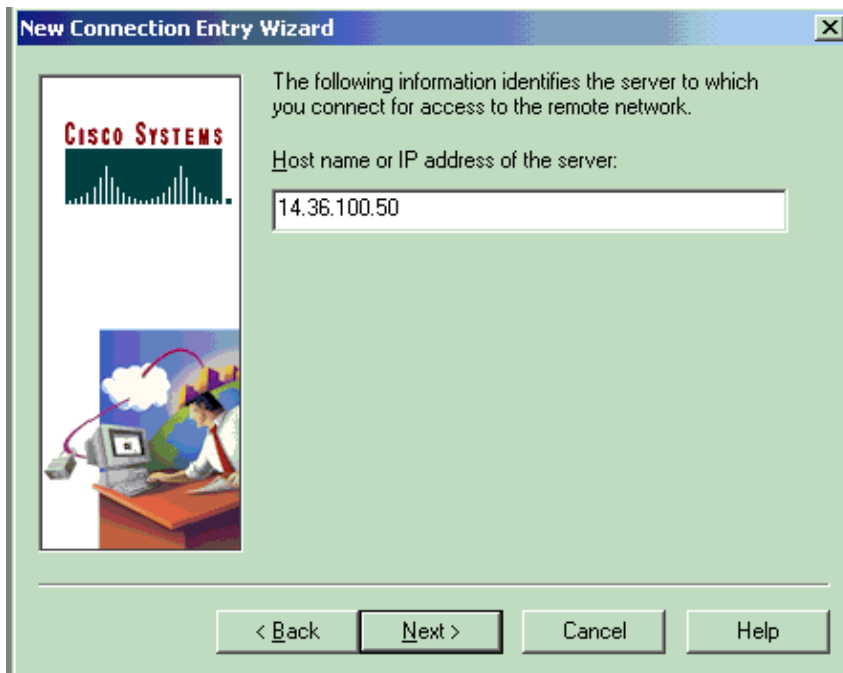 New Connection Entry Wizard
CISCO SYSTEMS
The following information identifies the server to which
you connect for access to the remote network.
Host name or IP address of the server:
14.36.100.50
< Back
Next >
Cancel
Help